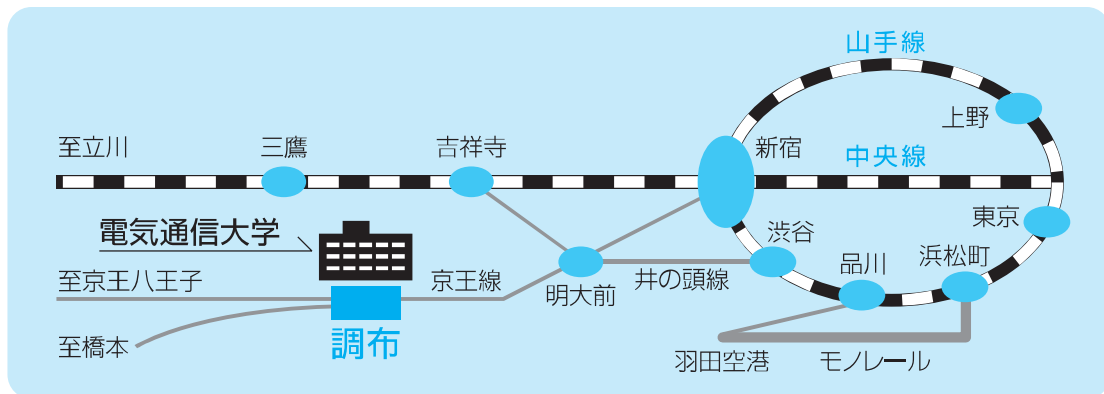 山手線
上野
至立川
三鷹
吉祥寺
新宿
中央線
電気通信大学
東京
渋谷
浜松町
品川
至京王八王子
京王線
明大前
井の頭線
至橋本
調布
羽田空港
モノレール